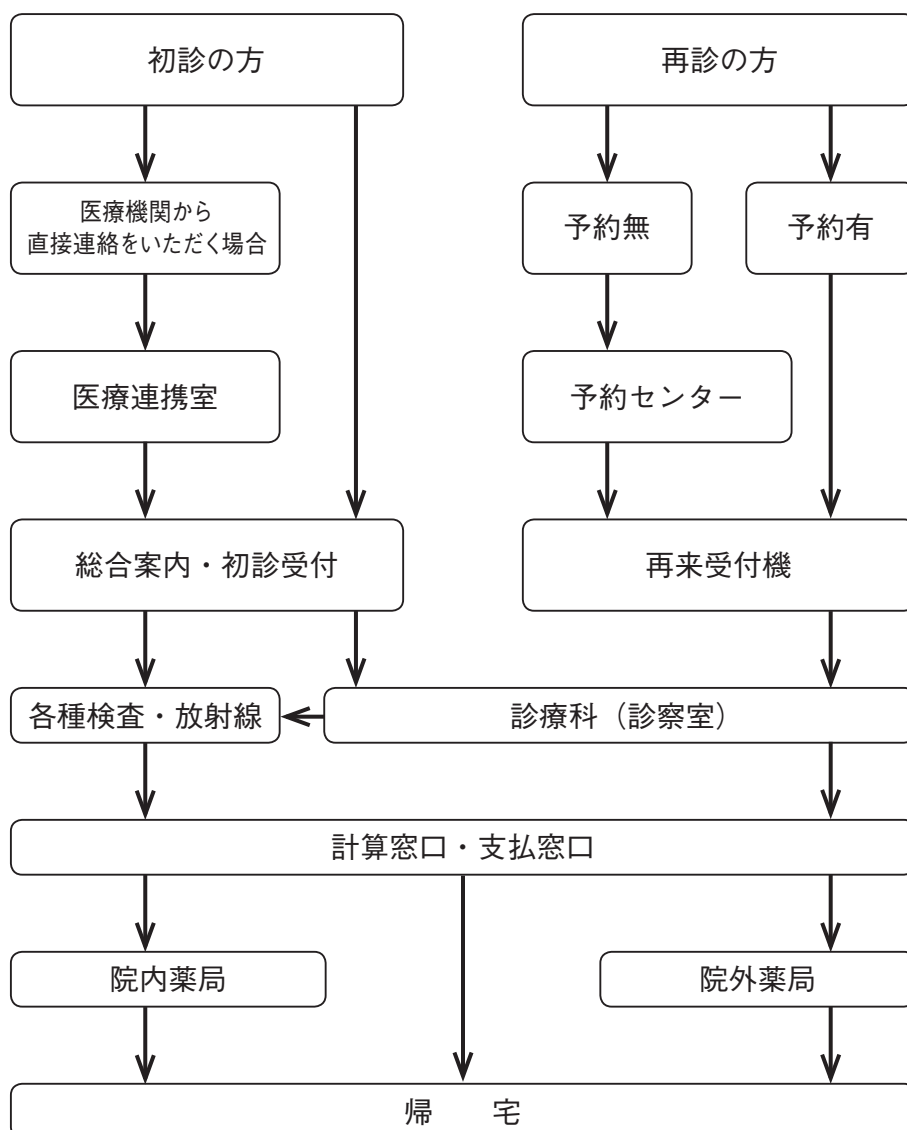 初診の方
再診の方
医療機関から
直接連絡をいただく場合
予約無
予約有
医療連携室
予約センター
総合案内・初診受付
再来受付機
各種検査・放射線
診療科（診察室）
計算窓口・支払窓口
院内薬局
院外薬局
帰　宅